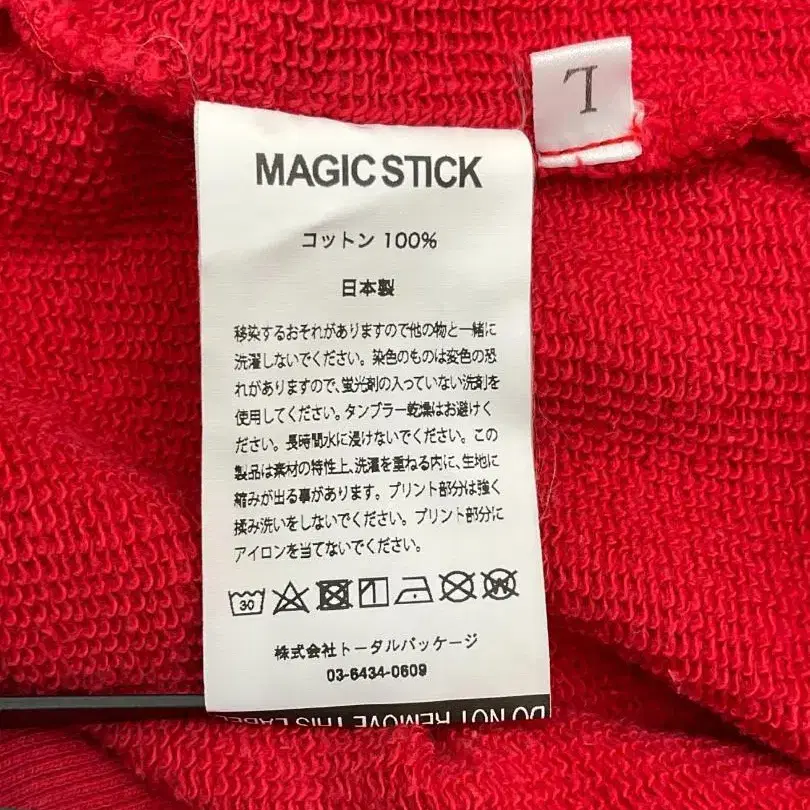 L
MAGIC STICK
コットン 100%
日本製
移染するおそれがありますので他の物と一緒に
洗濯しないでください。染色のものは変色の恐
れがありますので、蛍光剤の入っていない洗剤を
使用してください。タンブラー乾燥はお避けく
ださい。長時間水に浸けないでください。この
製品は素材の特性上、洗濯を重ねる内に、生地に
縮みが出る事があります。プリント部分は強く
揉み洗いをしないでください。プリント部分に
アイロンを当てないでください。
30
W
株式会社トータルパッケージ
03-6434-0609
DO NOT REMOVE THIS LABEL